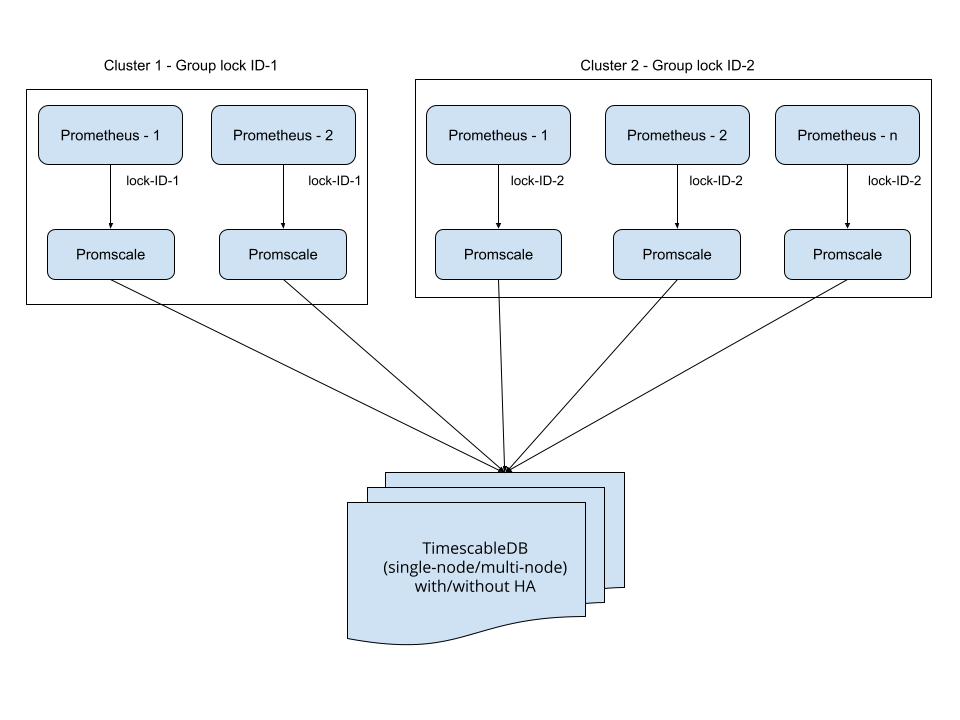 Cluster 1 - Group lock ID-1
Cluster 2 - Group lock ID-2
Prometheus - 1
Prometheus - 2
Prometheus - 1
Prometheus - 2
Prometheus - n
lock-ID-1
lock-ID-1
lock-ID-2
lock-ID-2
lock-ID-2
Promscale
Promscale
Promscale
Promscale
Promscale
TimescableDB
(single-node/multi-node)
with/without HA